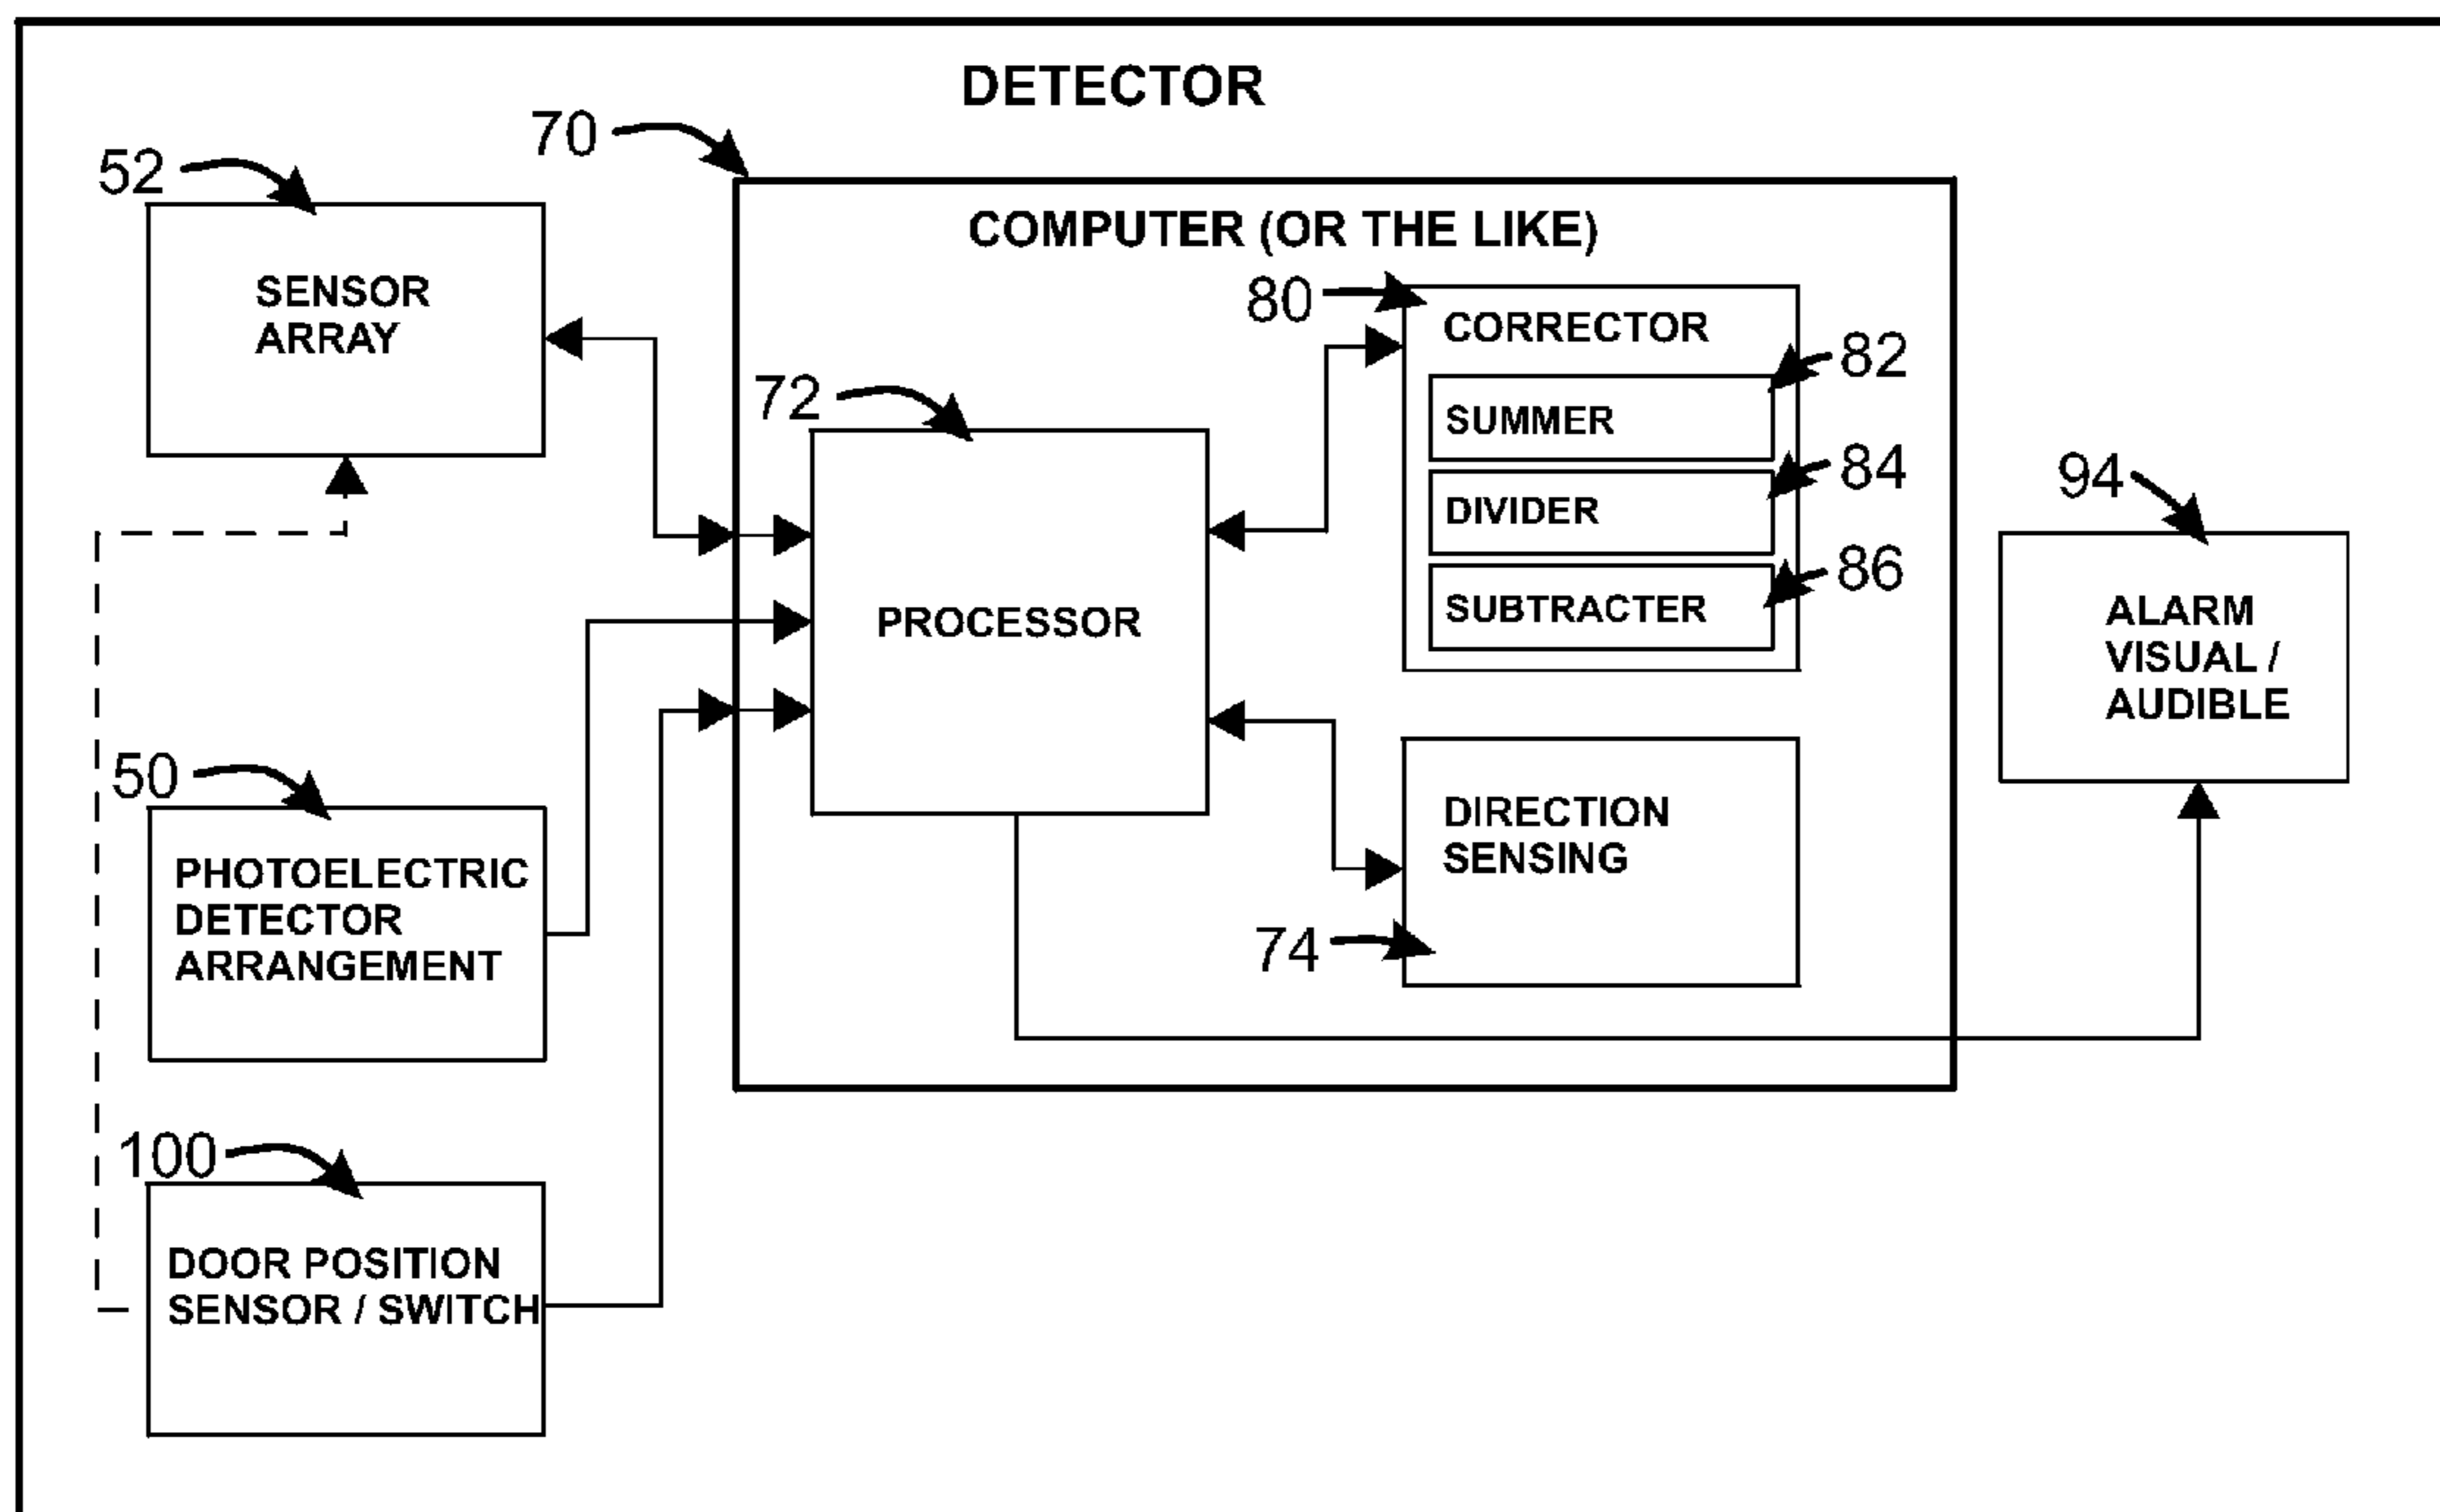 DETECTOR
70
52
COMPUTER (OR THE LIKE)
SENSOR
ARRAY
80
CORRECTOR
82
SUMMER
72
84
DIVIDER
86
SUBTRACTER
94
PROCESSOR
ALARM
VISUAL /
AUDIBLE
50
PHOTOELECTRIC
DETECTOR
ARRANGEMENT
DIRECTION
SENSING
74
100
DOOR POSITION
SENSOR / SWITCH